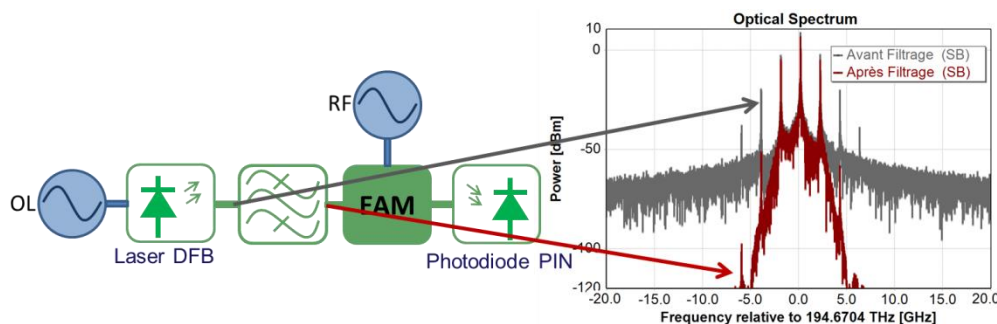 OL
Laser DFB
RF
EAM
Photodiode PIN
Optical Spectrum
Avant Filtrage (SB)
Après Filtrage (SB)
Power [dBm]
10
0
-50
-100
-120
-20.0
-15.0
-10.0
-5.0
0.0
5.0
10.0
15.0
20.0
Frequency relative to 194.6704 THz [GHz]